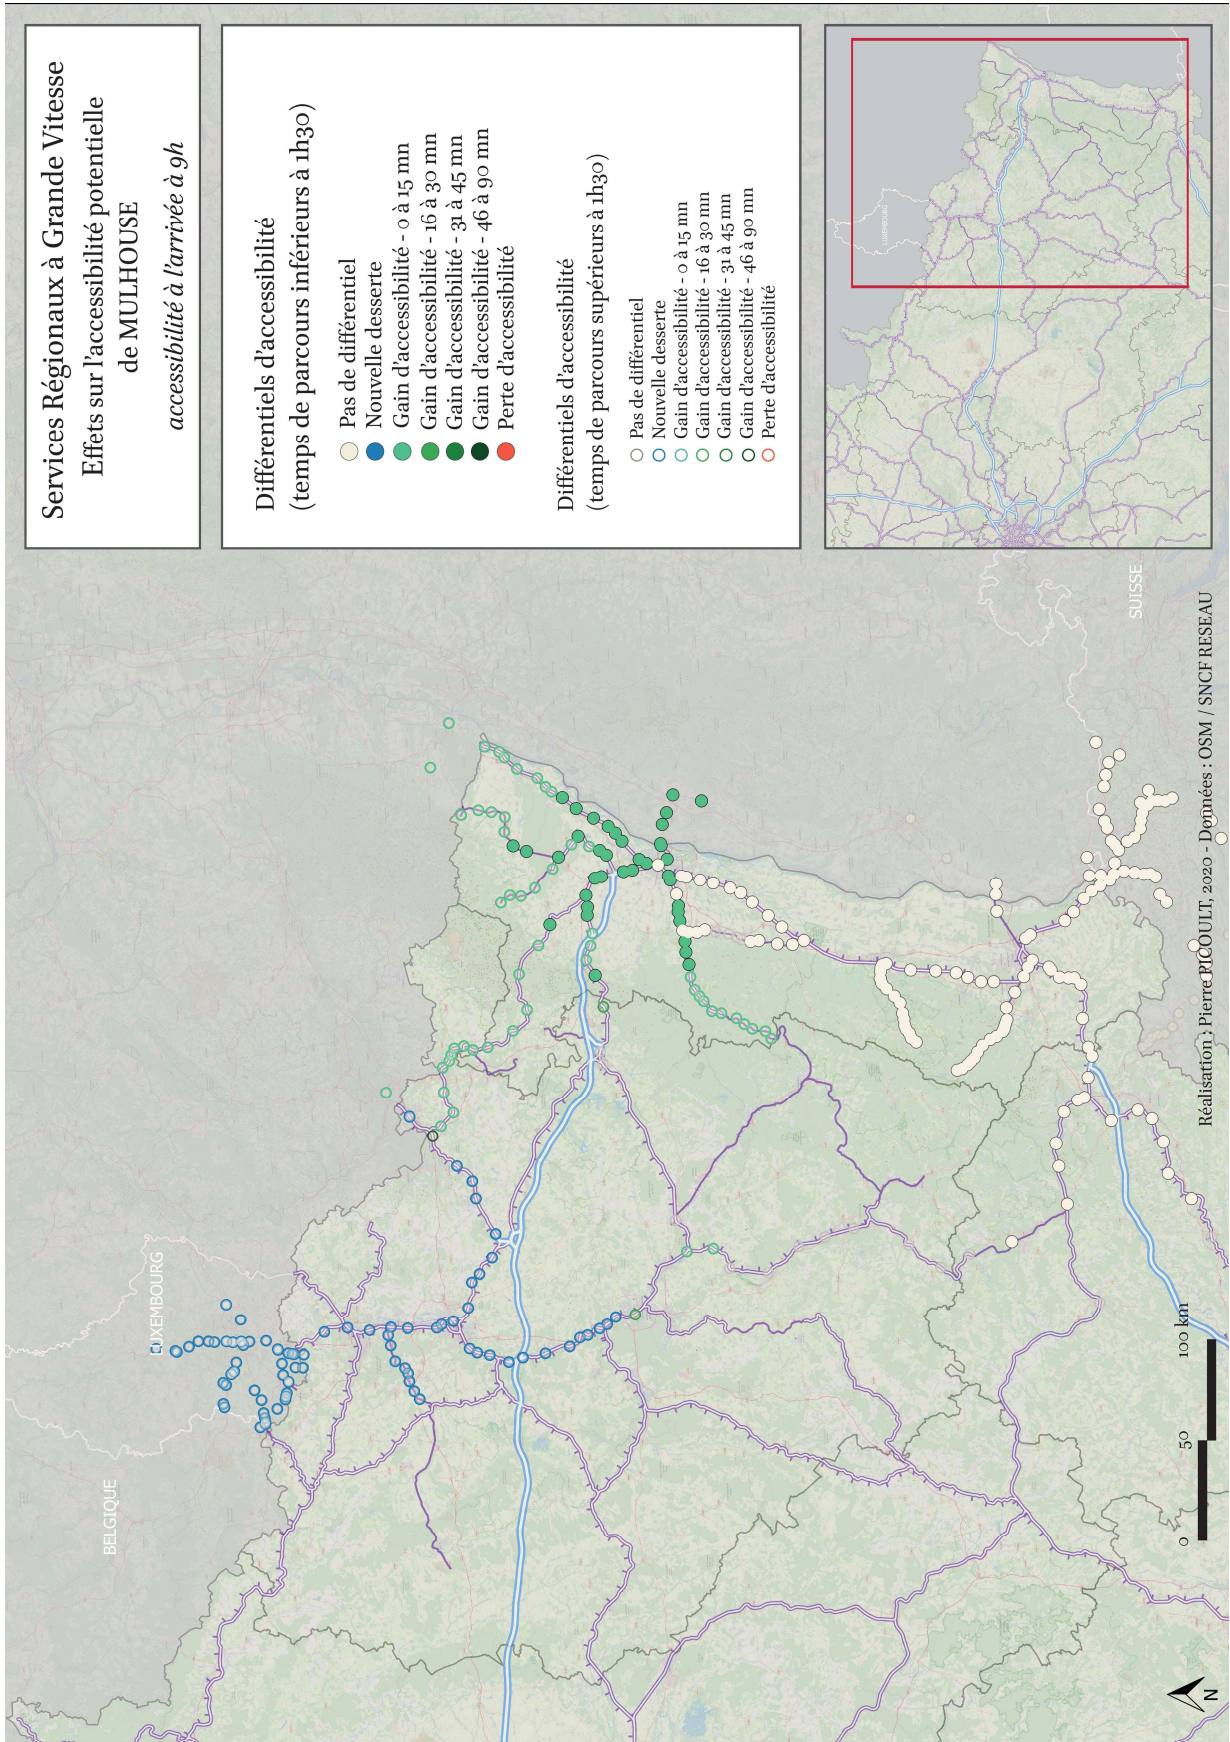 Services Régionaux à Grande Vitesse
Effets sur l'accessibilité potentielle
de MULHOUSE
accessibilité à l'arrivée à 9h
Différentiels d'accessibilité
(temps de parcours inférieurs à 1h30)
Pas de différentiel
Nouvelle desserte
Gain d'accessibilité - 0 à 15 mn
Gain d'accessibilité - 16 à 30 mn
Gain d'accessibilité - 31 à 45 mn
Gain d'accessibilité - 46 à 90 mn
Perte d'accessibilité
Différentiels d'accessibilité
(temps de parcours supérieurs à 1h30)
Pas de différentiel
Nouvelle desserte
Gain d'accessibilité - 0 à 15 mn
Gain d'accessibilité - 16 à 30 mn
Gain d'accessibilité - 31 à 45 mn
Gain d'accessibilité - 46 à 90 mn
Perte d'accessibilité
LUXEMBOURG
BELGIQUE
LUXEMBOURG
SUISSE
0 50 100 km
N
Réalisation : Pierre PICOULT, 2020 - Données : OSM / SNCF RESEAU